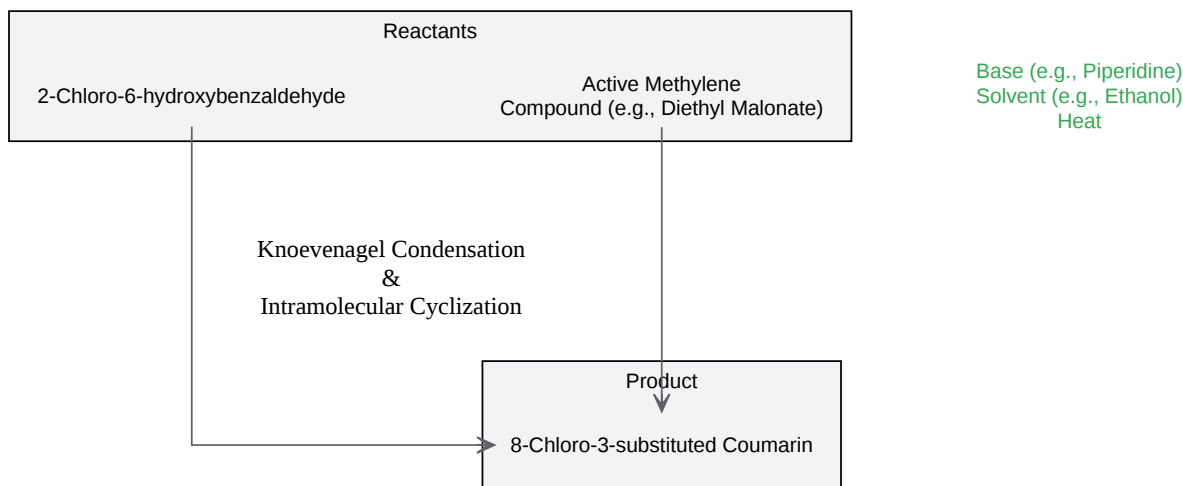 Reactants
2-Chloro-6-hydroxybenzaldehyde
Active Methylene
Compound (e.g., Diethyl Malonate)
Base (e.g., Piperidine)
Solvent (e.g., Ethanol)
Heat
Knoevenagel Condensation
&
Intramolecular Cyclization
Product
8-Chloro-3-substituted Coumarin